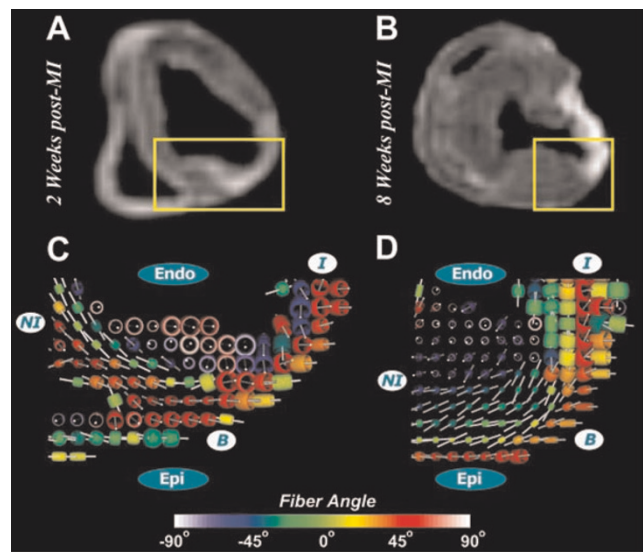 A
B
2 Weeks post-MI
8 Weeks post-MI
C
Endo
I
D
Endo
I
NI
NI
B
B
Epi
Epi
Fiber Angle
-90° -45° 0° 45° 90°